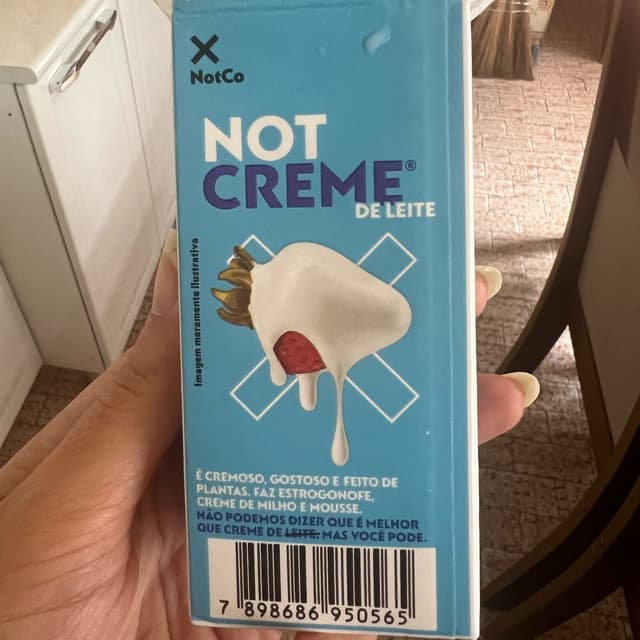 NotCo
NOT
CREME®
DE LEITE
Imagem meramente ilustrativa
É CREMOSO, GOSTOSO E FEITO DE
PLANTAS. FAZ ESTROGONOFE,
CREME DE MILHO E MOUSSE.
NÃO PODEMOS DIZER QUE É MELHOR
QUE CREME DE LEITE. MAS VOCÊ PODE.
7 898686 950565